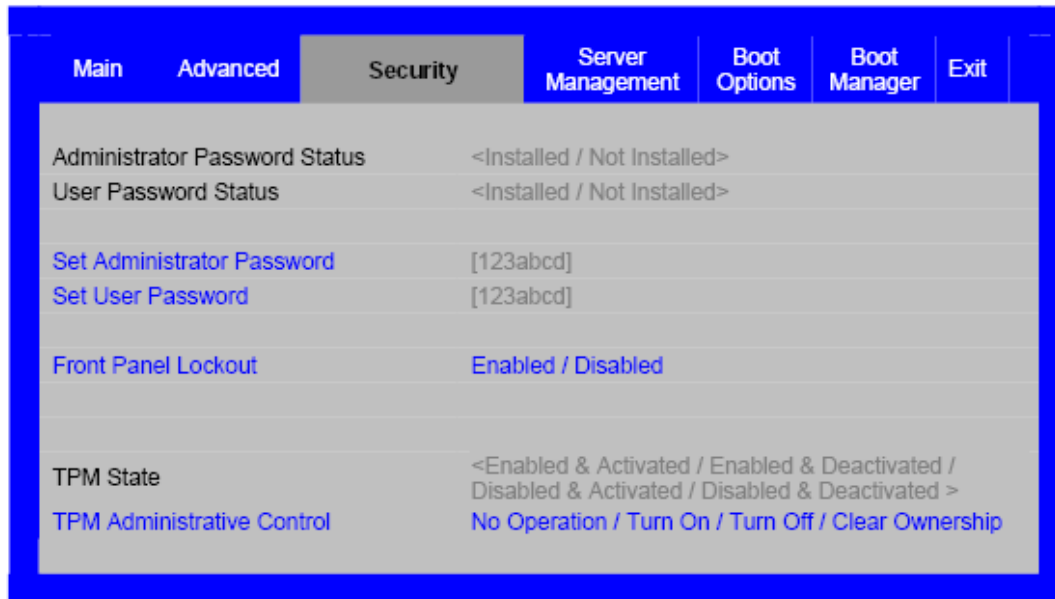 Main Advanced Security Server Management Boot Options Boot Manager Exit
Administrator Password Status <Installed / Not Installed>
User Password Status <Installed / Not Installed>
Set Administrator Password [123abcd]
Set User Password [123abcd]
Front Panel Lockout Enabled / Disabled
TPM State <Enabled & Activated / Enabled & Deactivated /
Disabled & Activated / Disabled & Deactivated >
TPM Administrative Control No Operation / Turn On / Turn Off / Clear Ownership